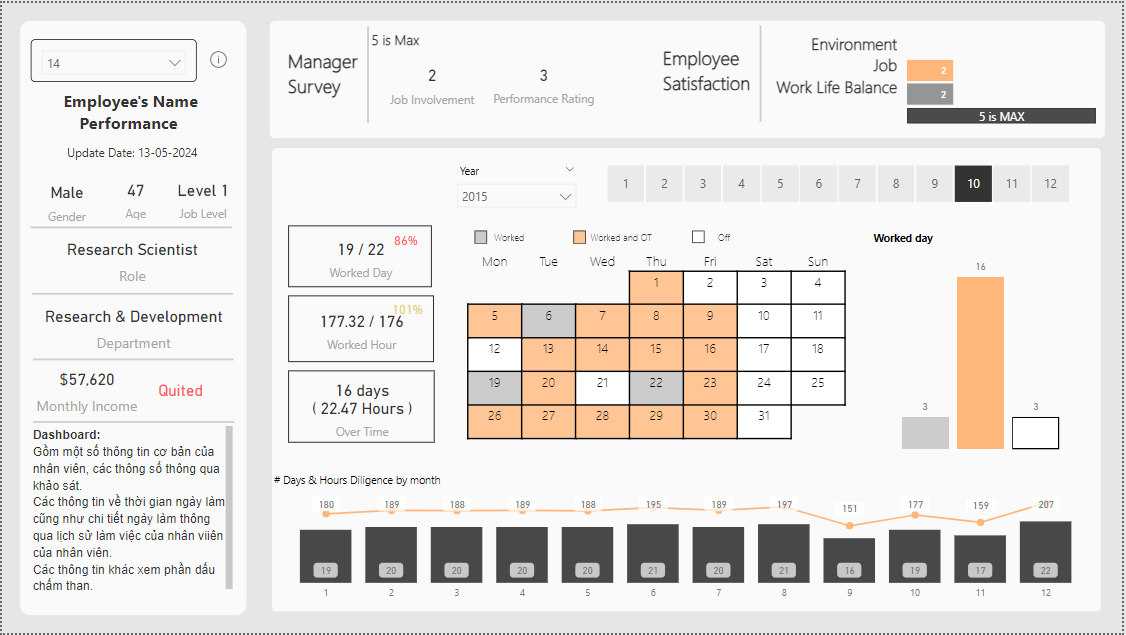 14
Employee's Name
Performance
Update Date: 13-05-2024
Male 47 Level 1
Gender Age Job Level
Research Scientist
Role
Research & Development
Department
$57,620 Quited
Monthly Income
Dashboard:
Gồm một số thông tin cơ bản của
nhân viên, các thông số thông qua
khảo sát.
Các thông tin về thời gian ngày làm
cũng như chi tiết ngày làm thông
qua lịch sử làm việc của nhân viiên
của nhân viên.
Các thông tin khác xem phần dấu
chấm than.
Manager
Survey
5 is Max
2 3
Job Involvement Performance Rating
Employee
Satisfaction
Environment
Job 2
Work Life Balance 2
5 is MAX
Year
2015
1 2 3 4 5 6 7 8 9 10 11 12
19 / 22 86%
Worked Day
101%
177.32 / 176
Worked Hour
16 days
( 22.47 Hours )
Over Time
Worked Worked and OT Off
Mon Tue Wed Thu Fri Sat Sun
1 2 3 4
5 6 7 8 9 10 11
12 13 14 15 16 17 18
19 20 21 22 23 24 25
26 27 28 29 30 31
Worked day
3 16 3
# Days & Hours Diligence by month
180 189 188 189 188 195 189 197 151 177 159 207
19 20 20 20 20 21 20 21 16 19 17 22
1 2 3 4 5 6 7 8 9 10 11 12